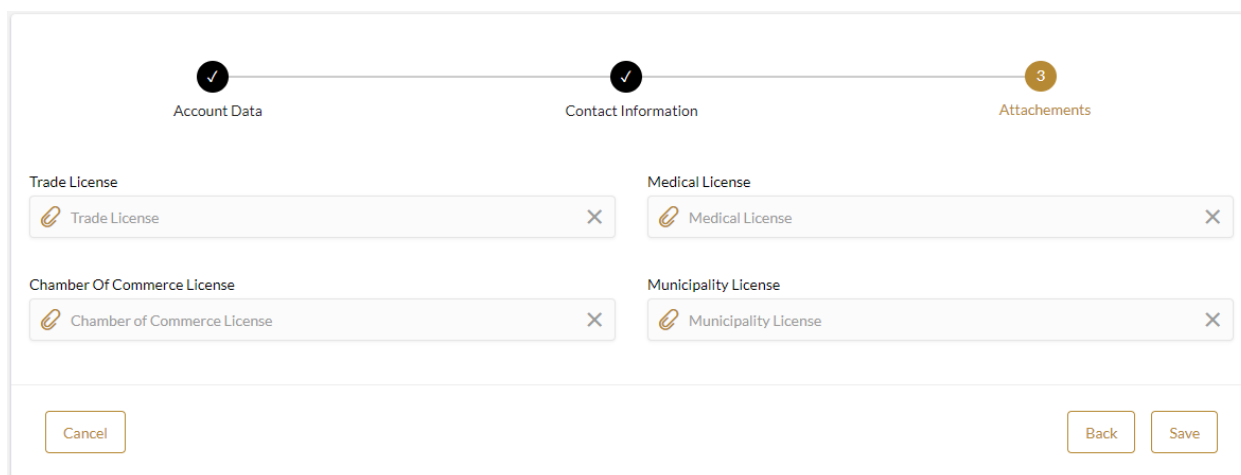 3
Account Data
Contact Information
Attachements
Trade License
Medical License
Trade License
Medical License
Chamber Of Commerce License
Municipality License
Chamber of Commerce License
Municipality License
Cancel
Back
Save